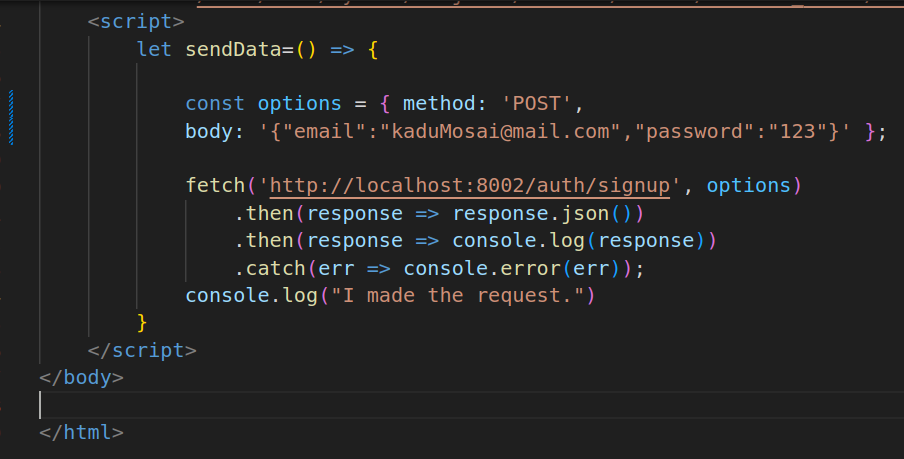 <script>
let sendData=() => {
const options = { method: 'POST',
body: '{"email":"kaduMosai@mail.com","password":"123"}' };
fetch('http://localhost:8002/auth/signup', options)
.then(response => response.json())
.then(response => console.log(response))
.catch(err => console.error(err));
console.log("I made the request.")
}
</script>
</body>
</html>